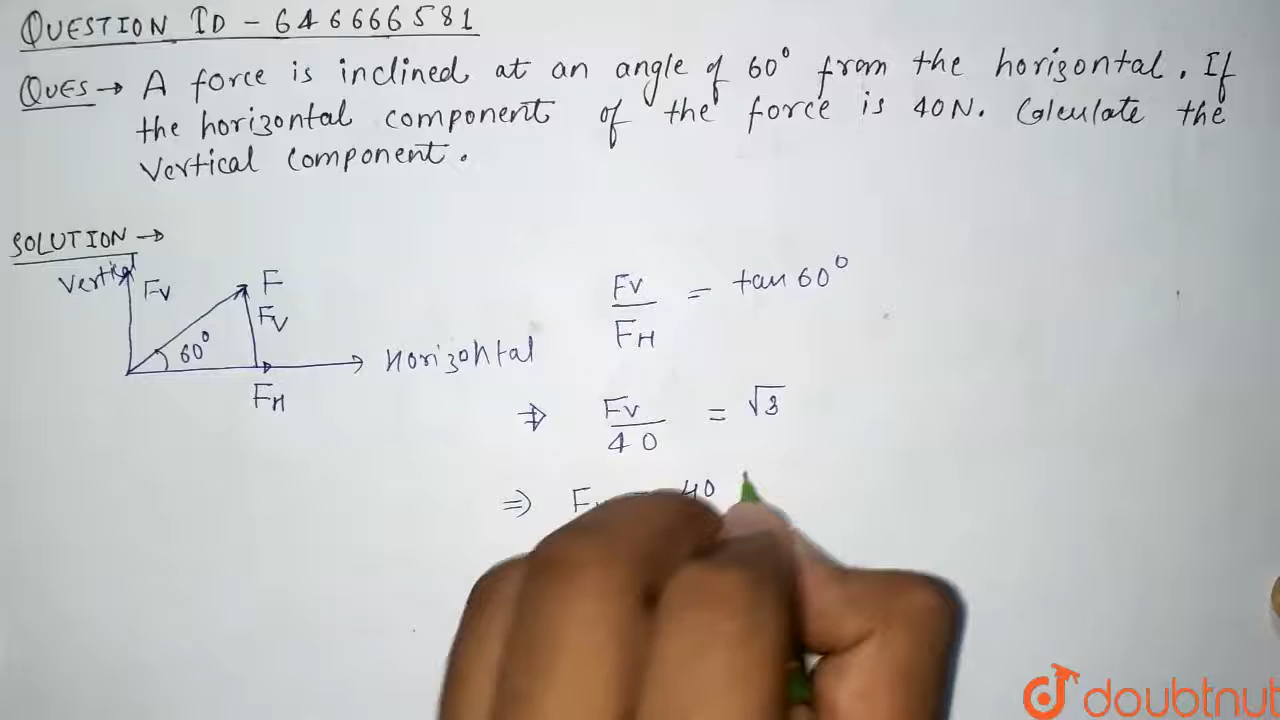 QUESTION ID - 646666581
QUES → A force is inclined at an angle of 60° from the horizontal. If
the horizontal component of the force is 40N. Calculate the
Vertical component.
SOLUTION →
Vertical
Fv
F
Fv
60°
Horizontal
FH
Fv/FH = tan 60°
⇒ Fv/40 = √3
⇒ 40
doubtnut